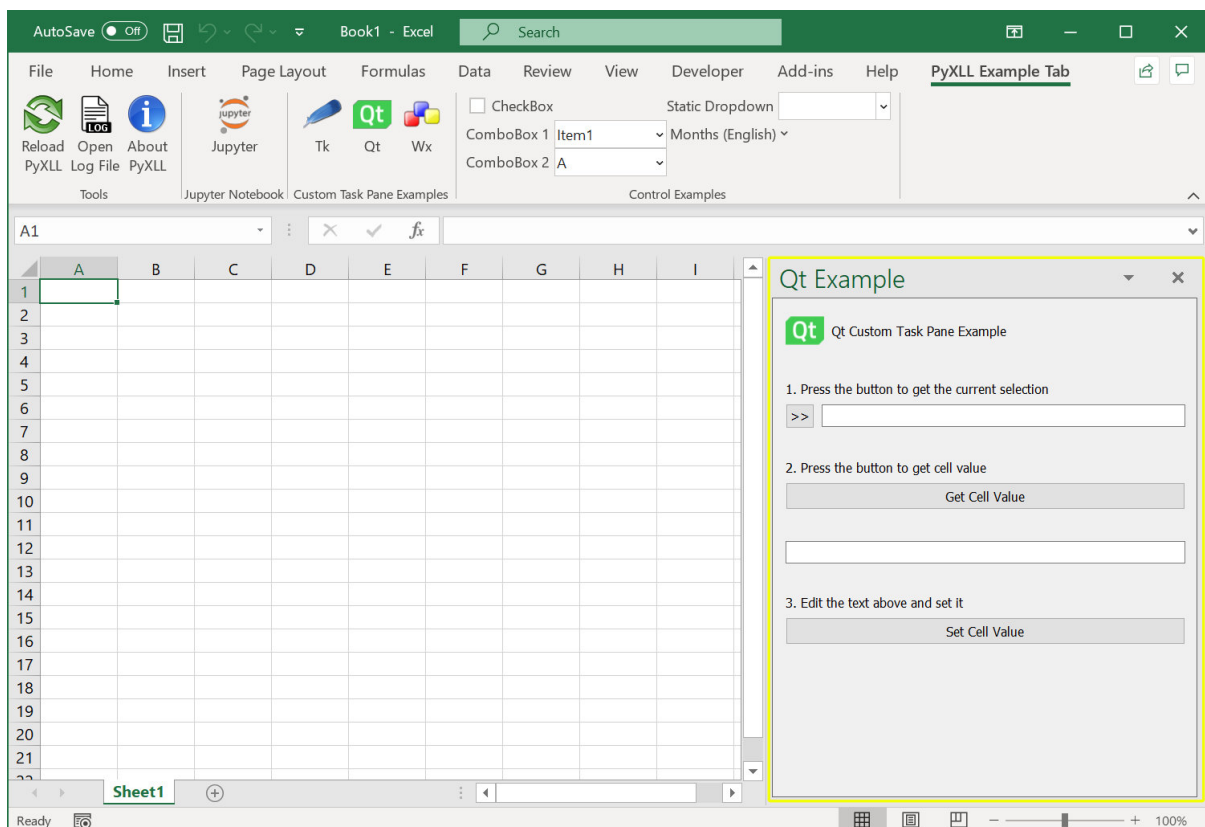 AutoSave Off Book1 - Excel Search
File Home Insert Page Layout Formulas Data Review View Developer Add-ins Help PyXLL Example Tab
Reload PyXLL
LOG
Open Log File
About PyXLL
Tools
jupyter
Jupyter
Jupyter Notebook
Tk
Qt
Qt
Wx
Custom Task Pane Examples
CheckBox
ComboBox 1 Item1
ComboBox 2 A
Static Dropdown
Months (English)
Control Examples
A1
fx
A B C D E F G H I
1
2
3
4
5
6
7
8
9
10
11
12
13
14
15
16
17
18
19
20
21
22
Qt Example
Qt Qt Custom Task Pane Example
1. Press the button to get the current selection
>>
2. Press the button to get cell value
Get Cell Value
3. Edit the text above and set it
Set Cell Value
Sheet1
Ready
100%